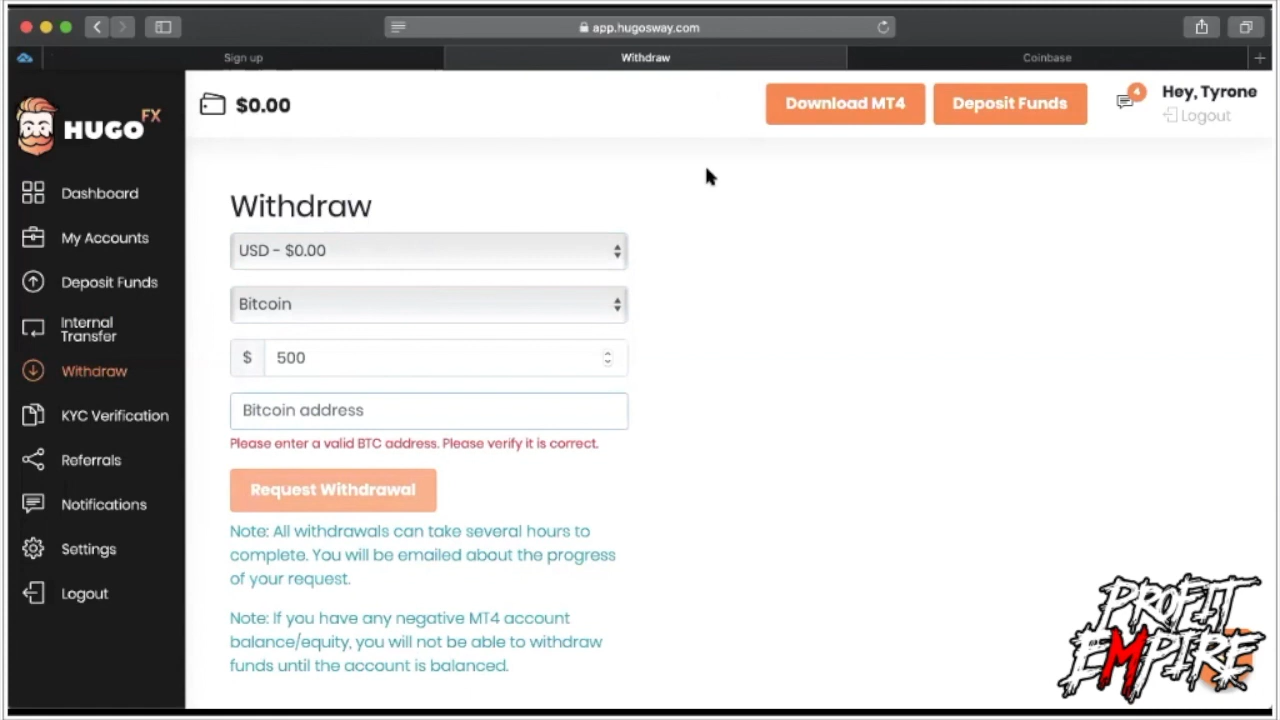 app.hugosway.com
Sign up
Withdraw
Coinbase
HUGO FX
$0.00
Download MT4
Deposit Funds
4
Hey, Tyrone
Logout
Dashboard
My Accounts
Deposit Funds
Internal
Transfer
Withdraw
KYC Verification
Referrals
Notifications
Settings
Logout
Withdraw
USD - $0.00
Bitcoin
$ 500
Bitcoin address
Please enter a valid BTC address. Please verify it is correct.
Request Withdrawal
Note: All withdrawals can take several hours to
complete. You will be emailed about the progress
of your request.
Note: If you have any negative MT4 account
balance/equity, you will not be able to withdraw
funds until the account is balanced.
PROFIT
EMPIRE